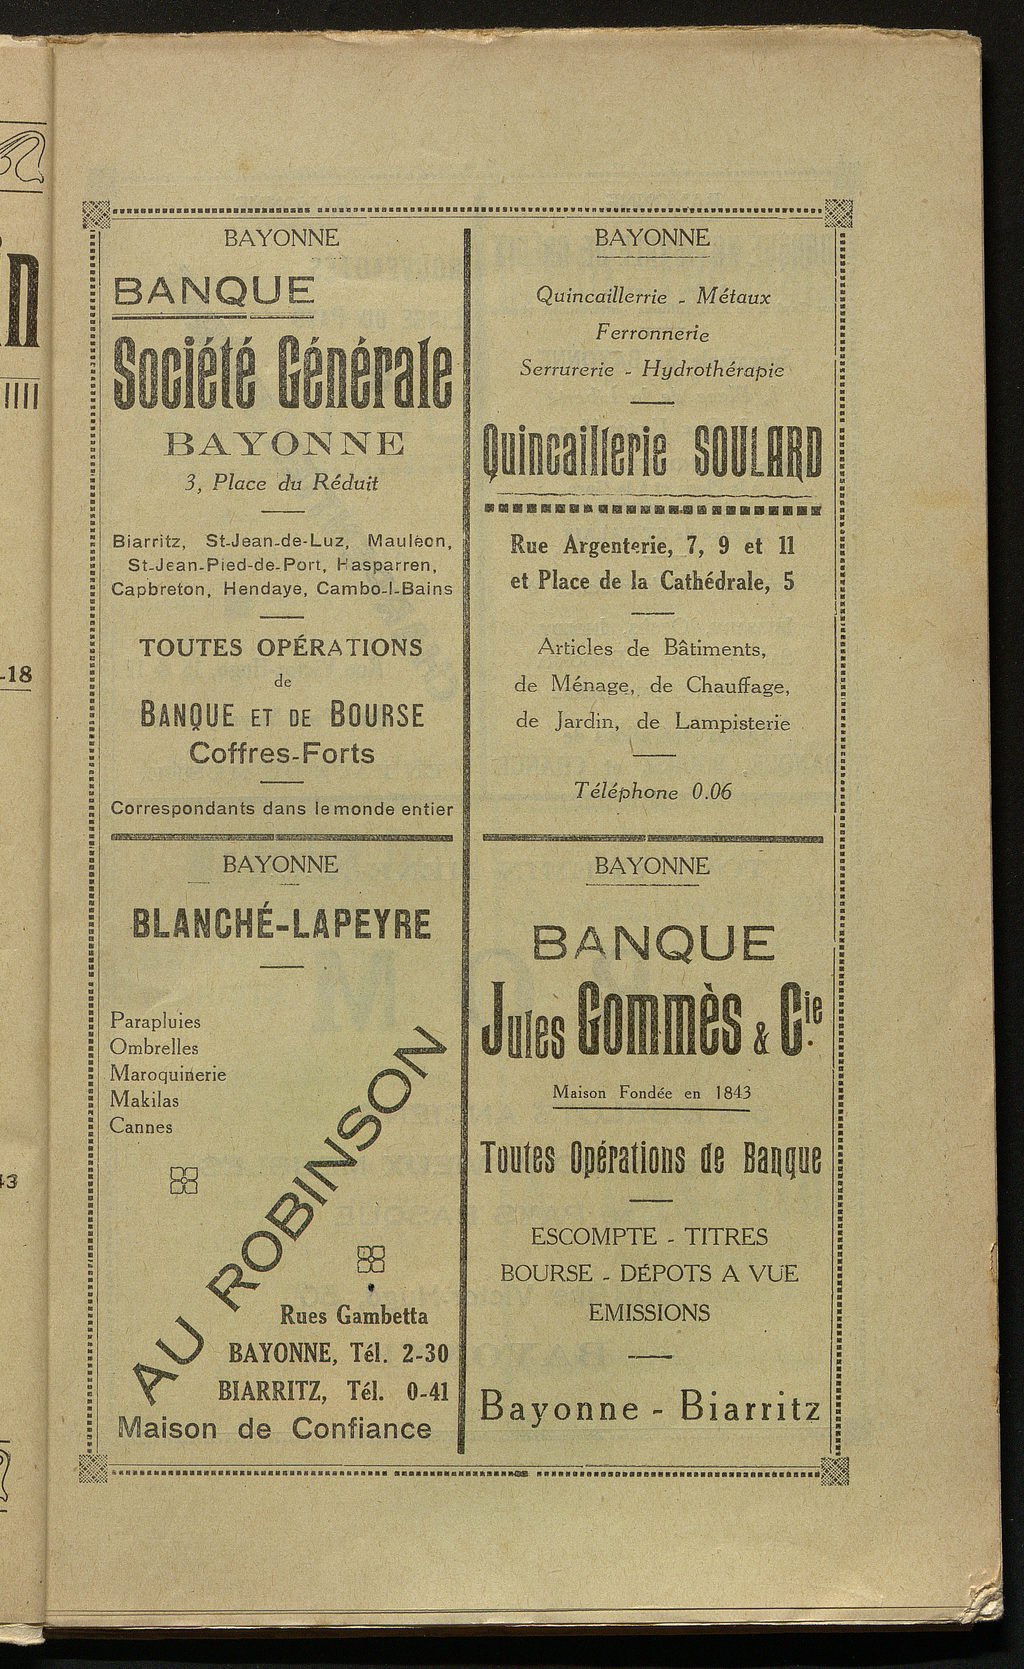 BAYONNE
BANQUE
Société Générale
BAYONNE
3, Place du Réduit
Biarritz, St-Jean-de-Luz, Mauléon,
St-Jean-Pied-de-Port, Hasparren,
Capbreton, Hendaye, Cambo-l-Bains
TOUTES OPÉRATIONS
de
BANQUE ET DE BOURSE
Coffres-Forts
Correspondants dans le monde entier
BAYONNE
Quincaillerrie - Métaux
Ferronnerie
Serrurerie - Hydrothérapie
Quincaillerie SOULARD
Rue Argenterie, 7, 9 et 11
et Place de la Cathédrale, 5
Articles de Bâtiments,
de Ménage, de Chauffage,
de Jardin, de Lampisterie
Téléphone 0.06
BAYONNE
BLANCHÉ-LAPEYRE
Parapluies
Ombrelles
Maroquinerie
Makilas
Cannes
AU ROBINSON
Rues Gambetta
BAYONNE, Tél. 2-30
BIARRITZ, Tél. 0-41
Maison de Confiance
BAYONNE
BANQUE
Jules Gommès & Cie.
Maison Fondée en 1843
Toutes Opérations de Banque
ESCOMPTE - TITRES
BOURSE - DÉPOTS A VUE
EMISSIONS
Bayonne - Biarritz
-18